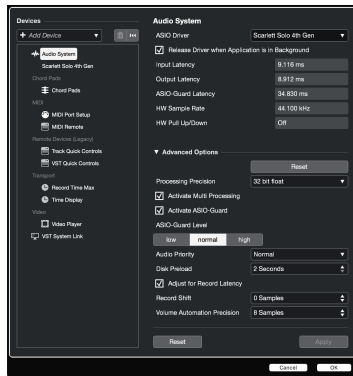 Devices
+ Add Device
Audio System
Scarlett Solo 4th Gen
Chord Pads
Chord Pads
MIDI
MIDI Port Setup
MIDI Remote
Remote Devices (Legacy)
Track Quick Controls
VST Quick Controls
Transport
Record Time Max
Time Display
Video
Video Player
VST System Link
Audio System
ASIO Driver Scarlett Solo 4th Gen
Release Driver when Application is in Background
Input Latency 9.116 ms
Output Latency 8.912 ms
ASIO-Guard Latency 34.830 ms
HW Sample Rate 44.100 kHz
HW Pull Up/Down Off
Advanced Options
Reset
Processing Precision 32 bit float
Activate Multi Processing
Activate ASIO-Guard
ASIO-Guard Level
low normal high
Audio Priority Normal
Disk Preload 2 Seconds
Adjust for Record Latency
Record Shift 0 Samples
Volume Automation Precision 8 Samples
Reset Apply
Cancel OK